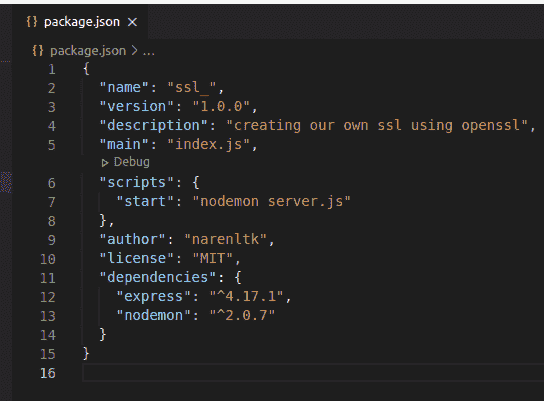 {} package.json ×
{} package.json > ...
1 {
2 "name": "ssl_",
3 "version": "1.0.0",
4 "description": "creating our own ssl using openssl",
5 "main": "index.js",
Debug
6 "scripts": {
7 "start": "nodemon server.js"
8 },
9 "author": "narenltk",
10 "license": "MIT",
11 "dependencies": {
12 "express": "^4.17.1",
13 "nodemon": "^2.0.7"
14 }
15 }
16